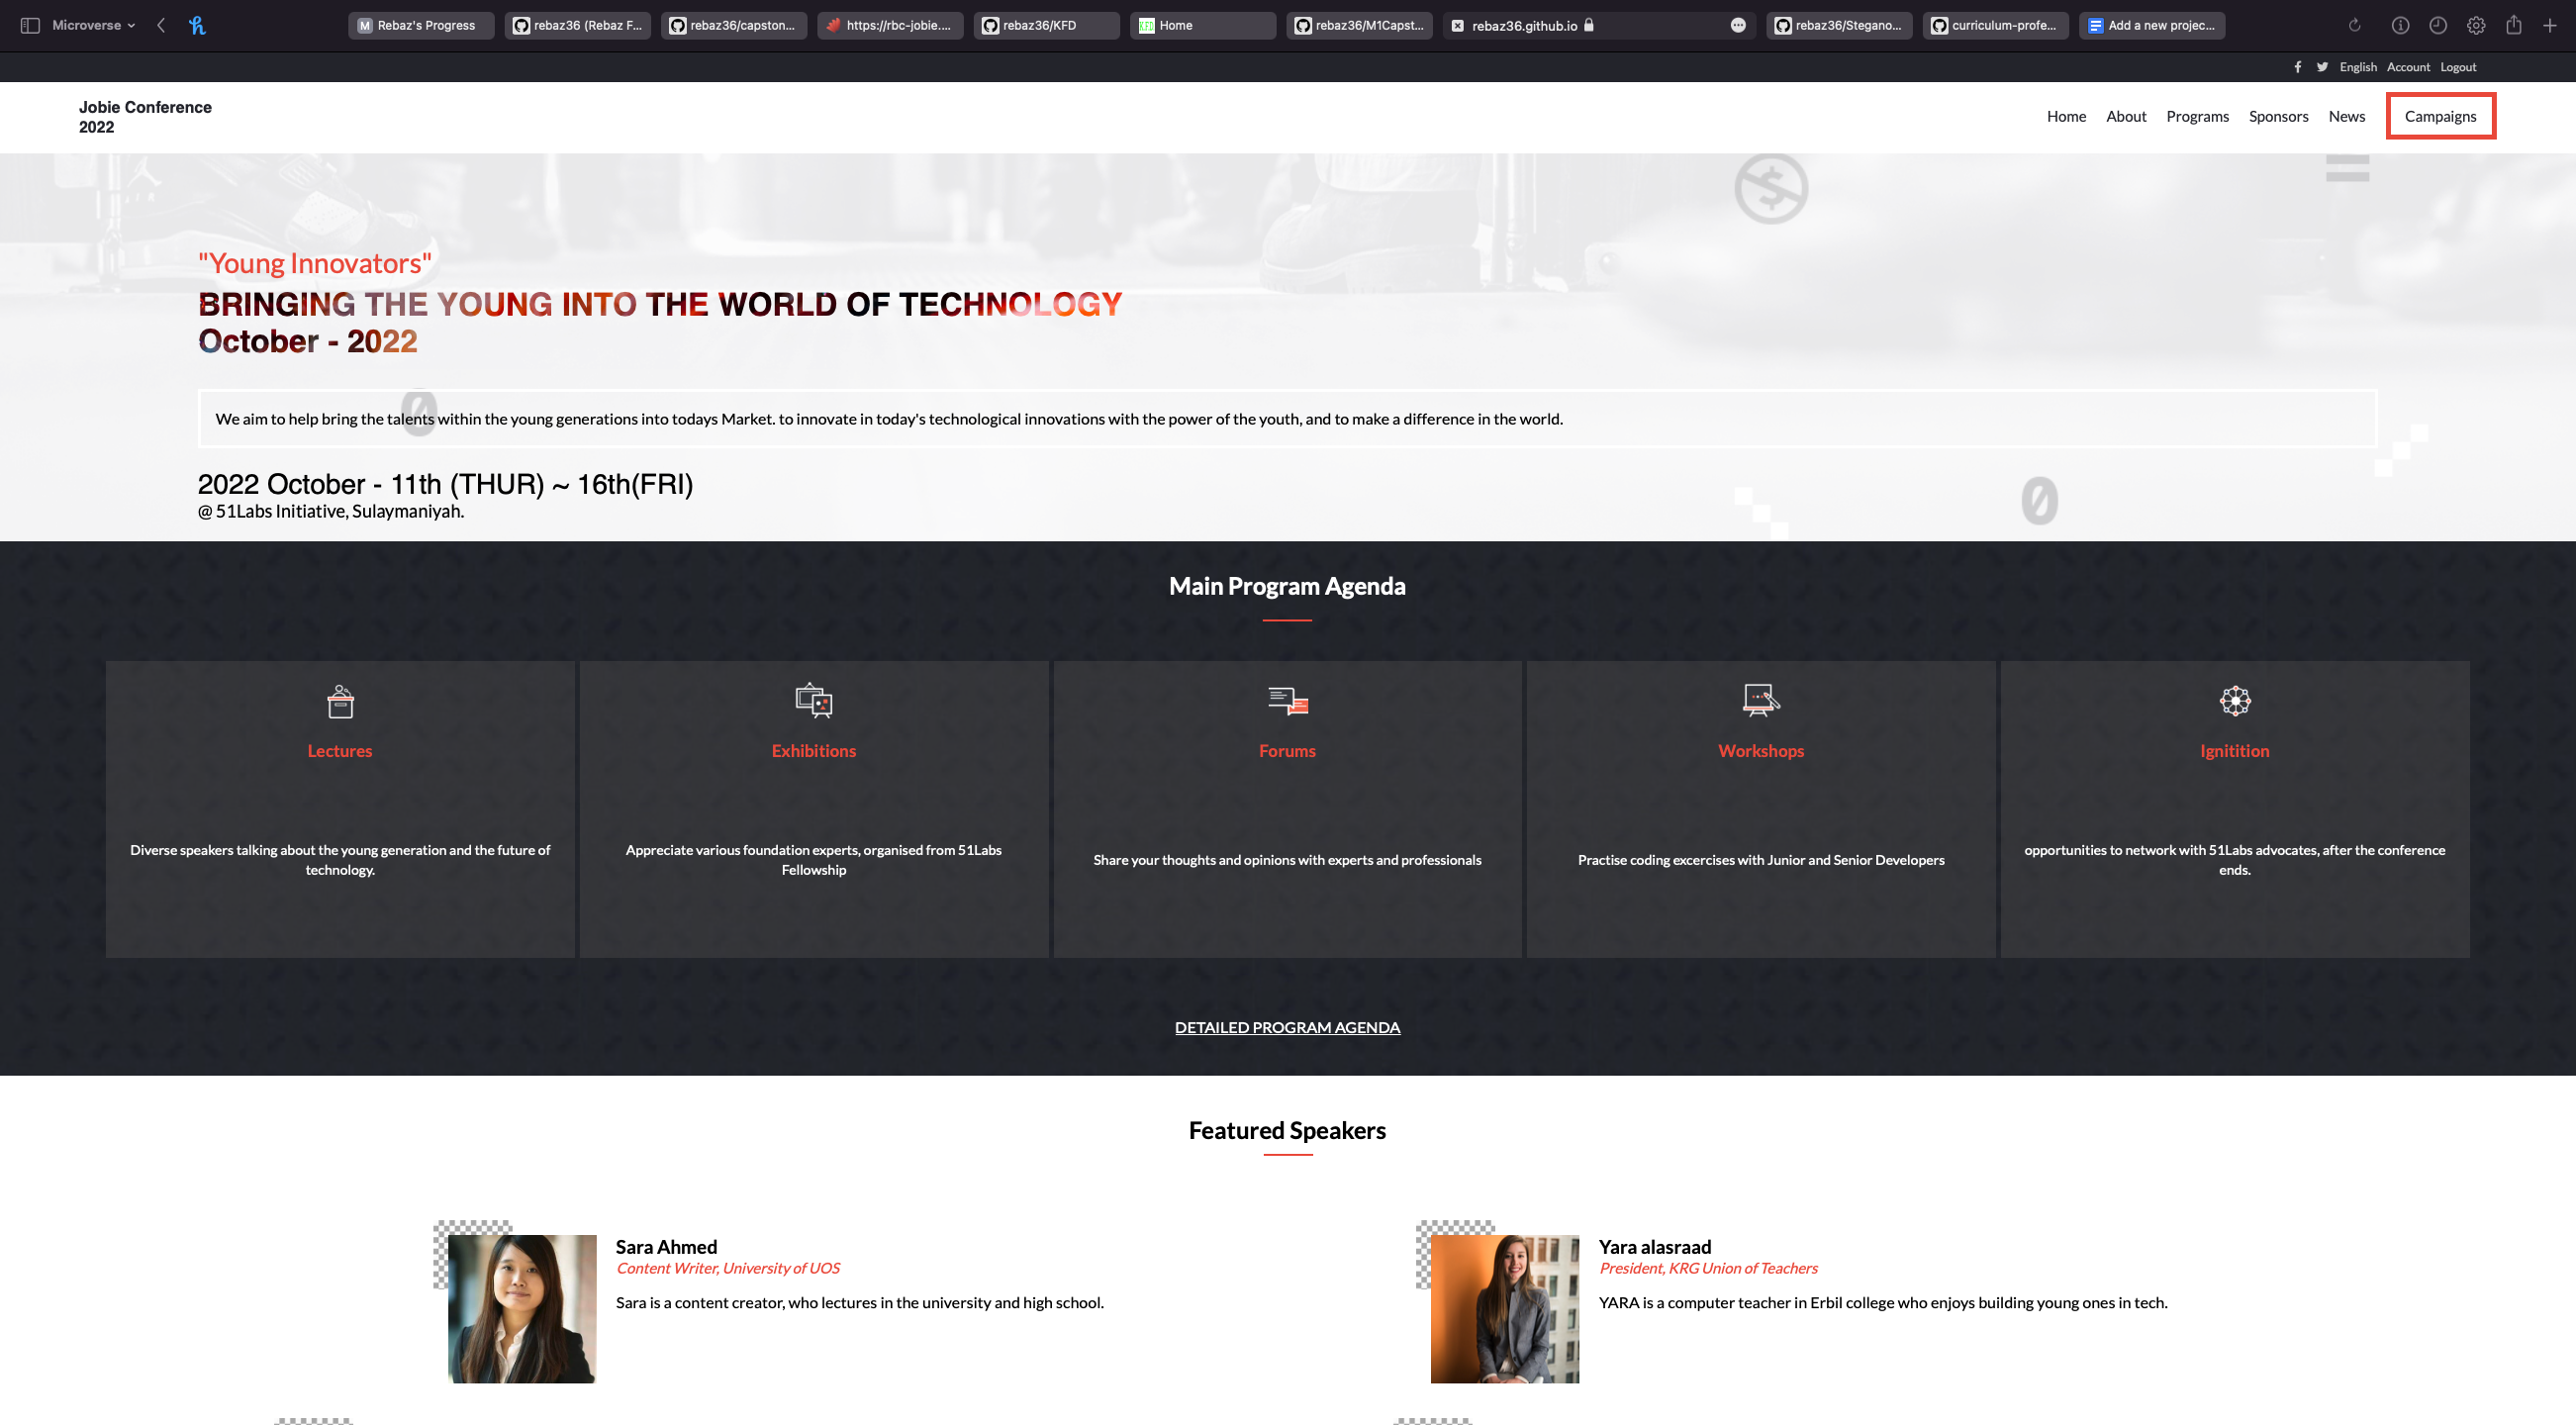 Microverse
Rebaz's Progress
rebaz36 (Rebaz F...
rebaz36/capston...
https://rbc-jobie....
rebaz36/KFD
KFD
Home
rebaz36/M1Capst...
rebaz36.github.io
rebaz36/Stegano...
curriculum-profe...
Add a new projec...
English Account Logout
Jobie Conference
2022
Home About Programs Sponsors News Campaigns
"Young Innovators"
BRINGING THE YOUNG INTO THE WORLD OF TECHNOLOGY
October - 2022
We aim to help bring the talents within the young generations into todays Market. to innovate in today's technological innovations with the power of the youth, and to make a difference in the world.
2022 October - 11th (THUR) ~ 16th(FRI)
@ 51Labs Initiative, Sulaymaniyah.
Main Program Agenda
Lectures
Diverse speakers talking about the young generation and the future of
technology.
Exhibitions
Appreciate various foundation experts, organised from 51Labs
Fellowship
Forums
Share your thoughts and opinions with experts and professionals
Workshops
Practise coding excercises with Junior and Senior Developers
Ignitition
opportunities to network with 51Labs advocates, after the conference
ends.
DETAILED PROGRAM AGENDA
Featured Speakers
Sara Ahmed
Content Writer, University of UOS
Sara is a content creator, who lectures in the university and high school.
Yara alasraad
President, KRG Union of Teachers
YARA is a computer teacher in Erbil college who enjoys building young ones in tech.